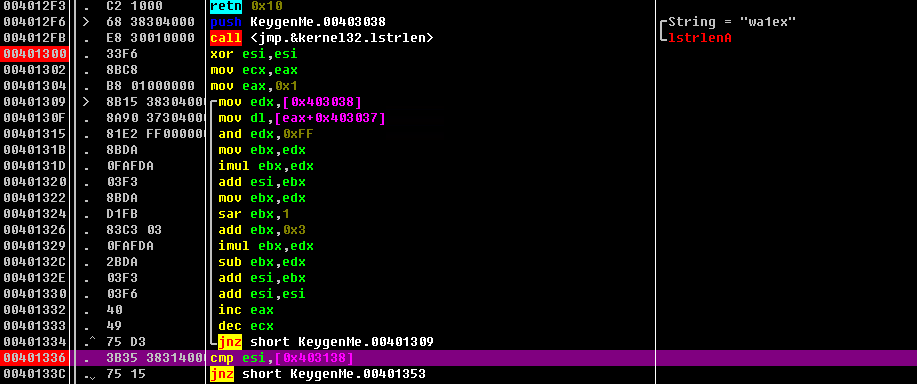 004012F3 . C2 1000 retn 0x10
004012F6 > 68 38304000 push KeygenMe.00403038 String = "wa1ex"
004012FB . E8 30010000 call <jmp.&kernel32.lstrlen> lstrlenA
00401300 . 33F6 xor esi,esi
00401302 . 8BC8 mov ecx,eax
00401304 . B8 01000000 mov eax,0x1
00401309 > 8B15 38304000 mov edx,[0x403038]
0040130F . 8A90 37304000 mov dl,[eax+0x403037]
00401315 . 81E2 FF000000 and edx,0xFF
0040131B . 8BDA mov ebx,edx
0040131D . 0FAFDA imul ebx,edx
00401320 . 03F3 add esi,ebx
00401322 . 8BDA mov ebx,edx
00401324 . D1FB sar ebx,1
00401326 . 83C3 03 add ebx,0x3
00401329 . 0FAFDA imul ebx,edx
0040132C . 2BDA sub ebx,edx
0040132E . 03F3 add esi,ebx
00401330 . 03F6 add esi,esi
00401332 . 40 inc eax
00401333 . 49 dec ecx
00401334 .^ 75 D3 jnz short KeygenMe.00401309
00401336 . 3B35 38314000 cmp esi,[0x403138]
0040133C .v 75 15 jnz short KeygenMe.00401353